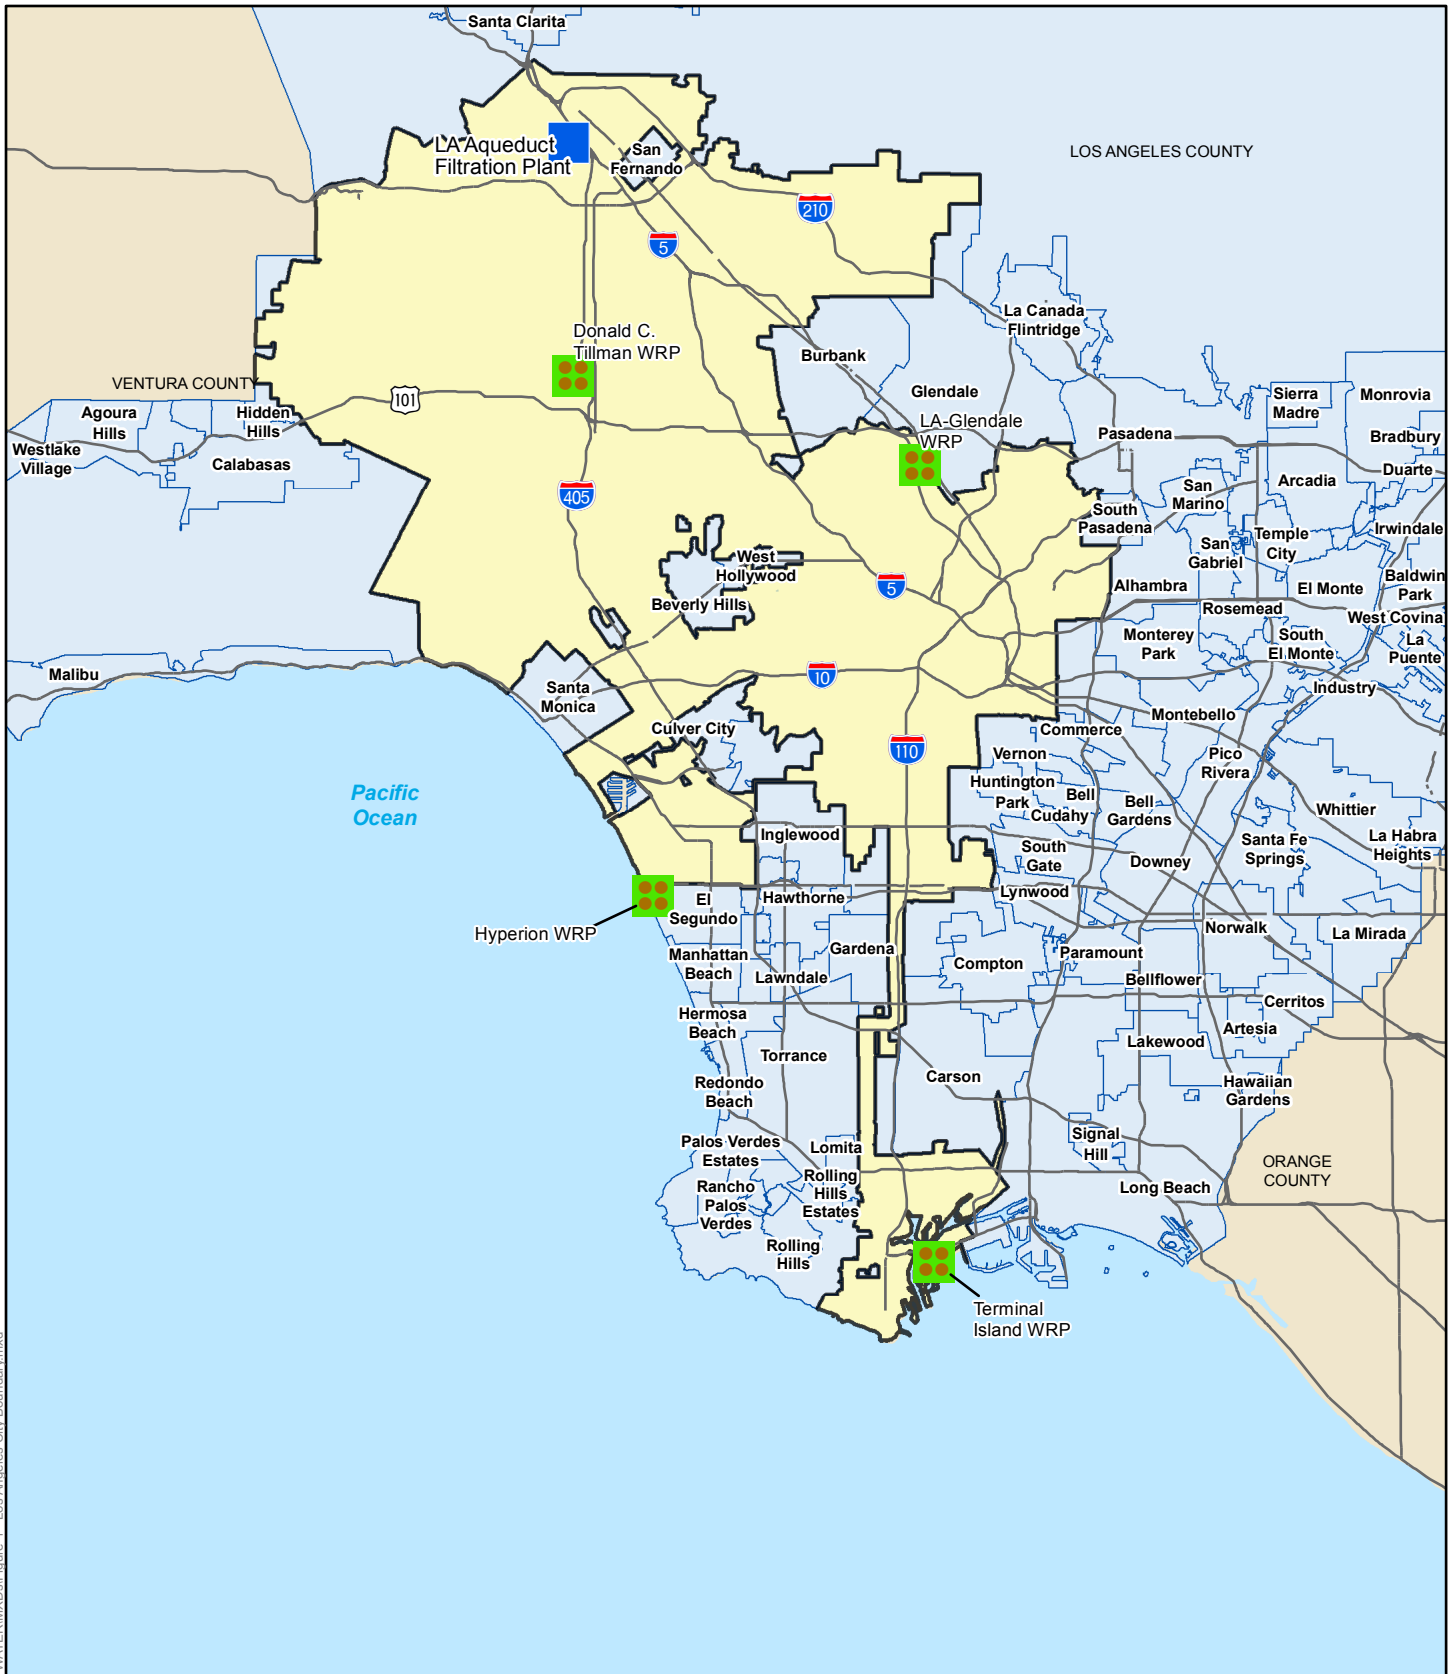 Santa Clarita
LOS ANGELES COUNTY
LA Aqueduct
Filtration Plant
San
Fernando
210
5
La Canada
Flintridge
Donald C.
Tillman WRP
Burbank
VENTURA COUNTY
101
Glendale
Sierra
Madre
Monrovia
Agoura
Hills
Hidden
Hills
LA-Glendale
WRP
Pasadena
Bradbury
Westlake
Village
Calabasas
Duarte
405
San
Marino
Arcadia
South
Pasadena
Irwindale
Temple
City
San
Gabriel
West
Hollywood
5
Alhambra
El Monte
Baldwin
Park
Beverly Hills
Rosemead
West Covina
Monterey
Park
South
El Monte
La
Puente
Malibu
10
Santa
Monica
Industry
Montebello
Culver City
Commerce
110
Vernon
Pico
Rivera
Pacific
Ocean
Huntington
Park
Bell
Cudahy
Bell
Gardens
Whittier
Inglewood
South
Gate
Santa Fe
Springs
La Habra
Heights
Downey
El
Segundo
Hawthorne
Lynwood
Hyperion WRP
Norwalk
La Mirada
Manhattan
Beach
Gardena
Compton
Paramount
Lawndale
Bellflower
Cerritos
Hermosa
Beach
Artesia
Torrance
Lakewood
Carson
Redondo
Beach
Hawaiian
Gardens
Palos Verdes
Estates
Lomita
Signal
Hill
ORANGE
COUNTY
Rancho
Palos
Verdes
Rolling
Hills
Estates
Long Beach
Rolling
Hills
Terminal
Island WRP